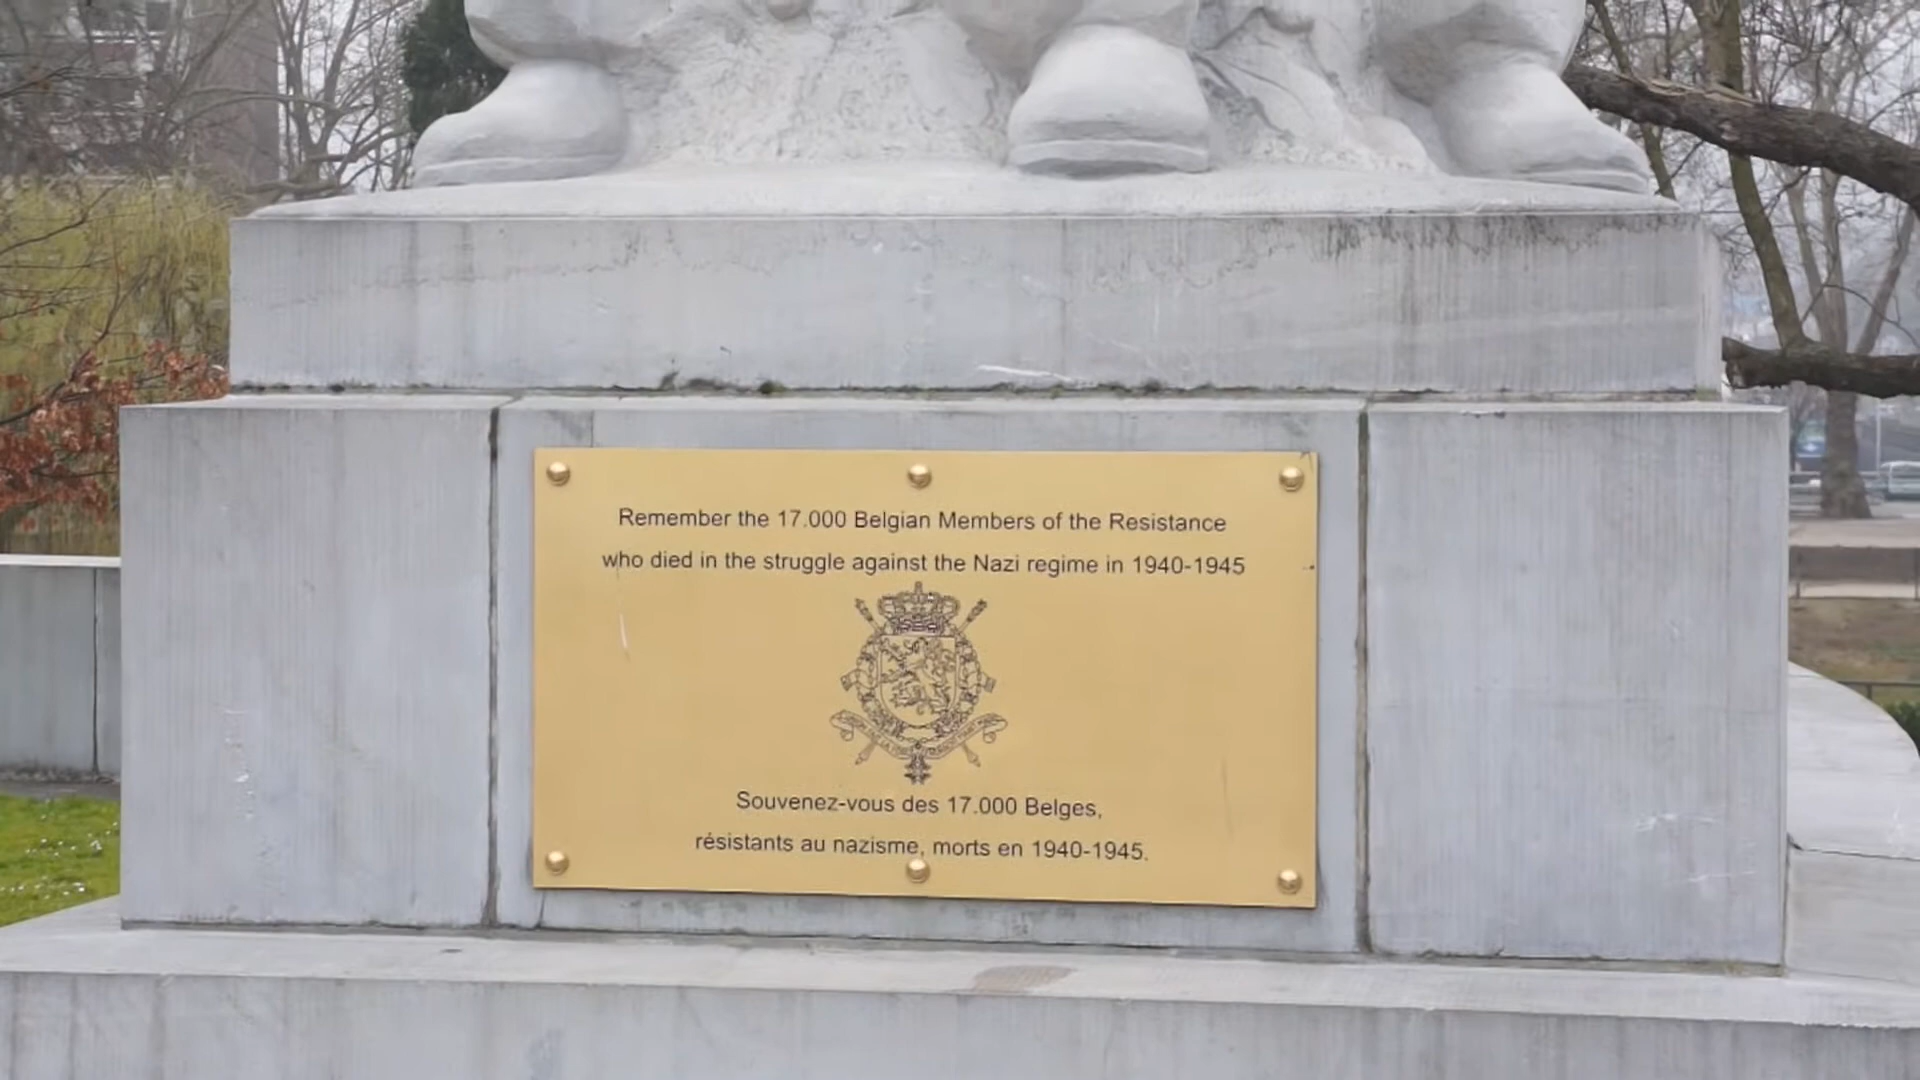 Remember the 17.000 Belgian Members of the Resistance
who died in the struggle against the Nazi regime in 1940-1945
Souvenez-vous des 17.000 Belges,
résistants au nazisme, morts en 1940-1945.